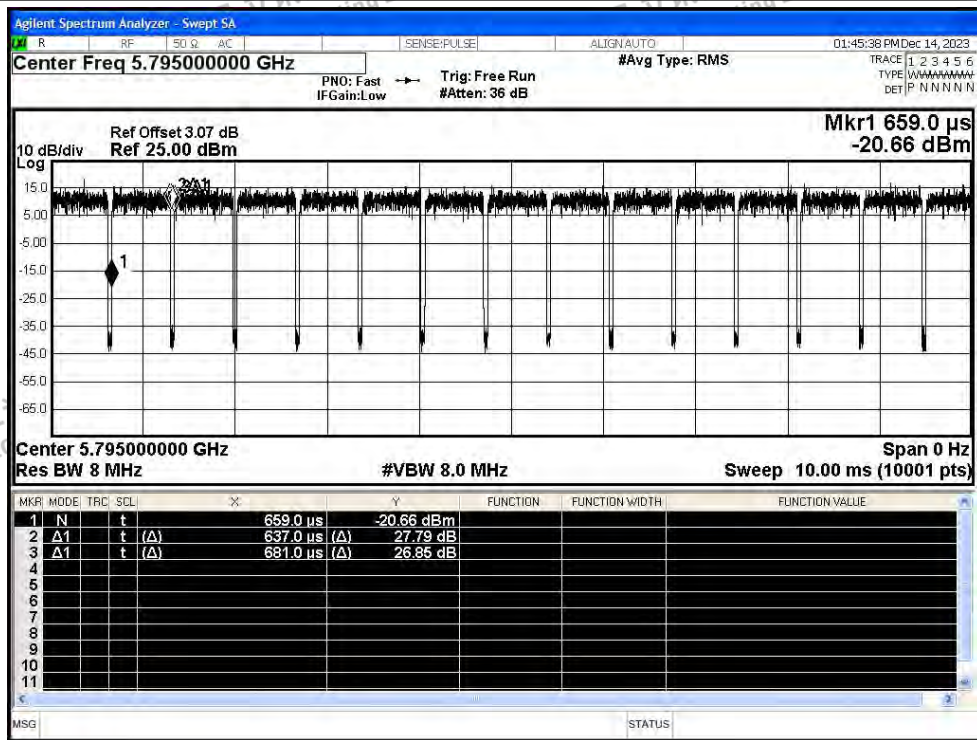 Agilent Spectrum Analyzer - Swept SA
R RF 50 Ω AC SENSE:PULSE ALIGNAUTO 01:45:38 PM Dec 14, 2023
Center Freq 5.795000000 GHz #Avg Type: RMS TRACE 1 2 3 4 5 6
PNO: Fast Trig: Free Run TYPE WWWWWW
IFGain:Low #Atten: 36 dB DET P N N N N N
Ref Offset 3.07 dB Mkr1 659.0 µs
10 dB/div Ref 25.00 dBm -20.66 dBm
Log
15.0
5.00
-5.00
1
-15.0
-25.0
-35.0
-45.0
-55.0
-65.0
Center 5.795000000 GHz Span 0 Hz
Res BW 8 MHz #VBW 8.0 MHz Sweep 10.00 ms (10001 pts)
MKR MODE TRC SCL X Y FUNCTION FUNCTION WIDTH FUNCTION VALUE
1 N t 659.0 µs -20.66 dBm
2 Δ1 t (Δ) 637.0 µs (Δ) 27.79 dB
3 Δ1 t (Δ) 681.0 µs (Δ) 26.85 dB
4
5
6
7
8
9
10
11
MSG STATUS